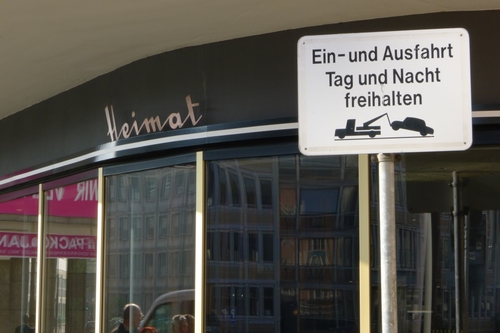 Heimat
Ein- und Ausfahrt
Tag und Nacht
freihalten